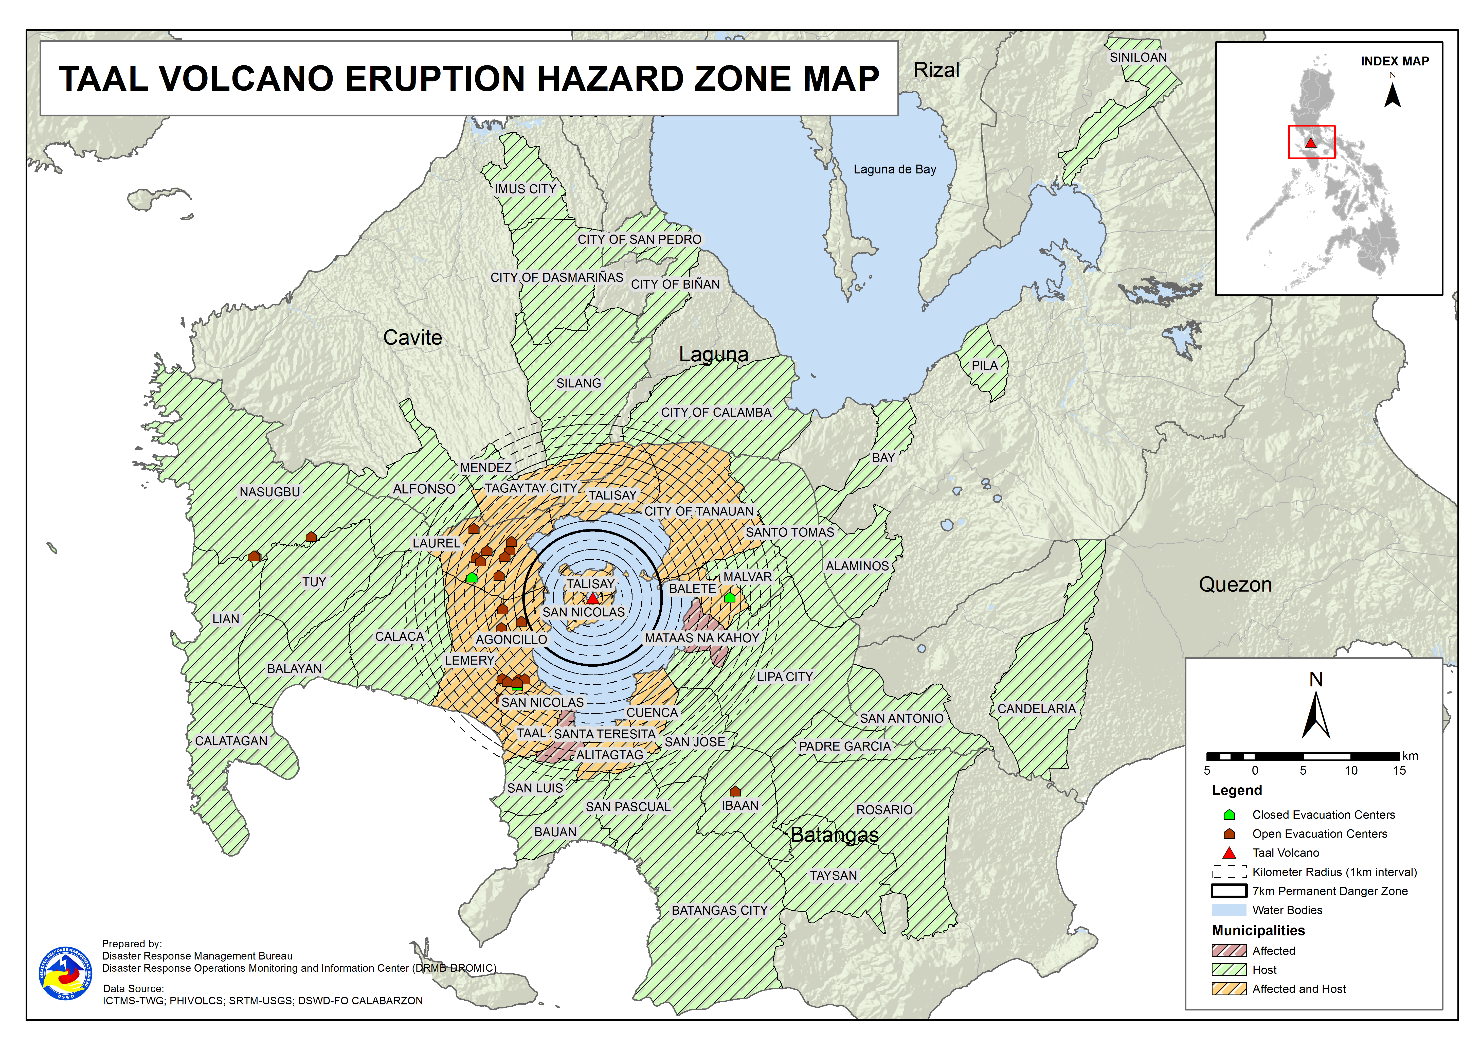 TAAL VOLCANO ERUPTION HAZARD ZONE MAP
Rizal
SINILOAN
INDEX MAP
N
Laguna de Bay
IMUS CITY
CITY OF SAN PEDRO
CITY OF DASMARIÑAS
CITY OF BIÑAN
Cavite
Laguna
PILA
SILANG
CITY OF CALAMBA
BAY
MENDEZ
NASUGBU
ALFONSO
TAGAYTAY CITY
TALISAY
CITY OF TANAUAN
SANTO TOMAS
LAUREL
ALAMINOS
TUY
TALISAY
MALVAR
BALETE
Quezon
SAN NICOLAS
LIAN
CALACA
AGONCILLO
MATAAS NA KAHOY
LEMERY
BALAYAN
LIPA CITY
SAN NICOLAS
CUENCA
SAN ANTONIO
CANDELARIA
TAAL
SANTA TERESITA
CALATAGAN
SAN JOSE
PADRE GARCIA
ALITAGTAG
SAN LUIS
SAN PASCUAL
IBAAN
ROSARIO
BAUAN
Batangas
TAYSAN
BATANGAS CITY
N
km
5 0 5 10 15
Legend
Closed Evacuation Centers
Open Evacuation Centers
Taal Volcano
Kilometer Radius (1km interval)
7km Permanent Danger Zone
Water Bodies
Municipalities
Affected
Host
Affected and Host
Prepared by:
Disaster Response Management Bureau
Disaster Response Operations Monitoring and Information Center (DRMB-DROMIC)
Data Source:
ICTMS-TWG; PHIVOLCS; SRTM-USGS; DSWD-FO CALABARZON